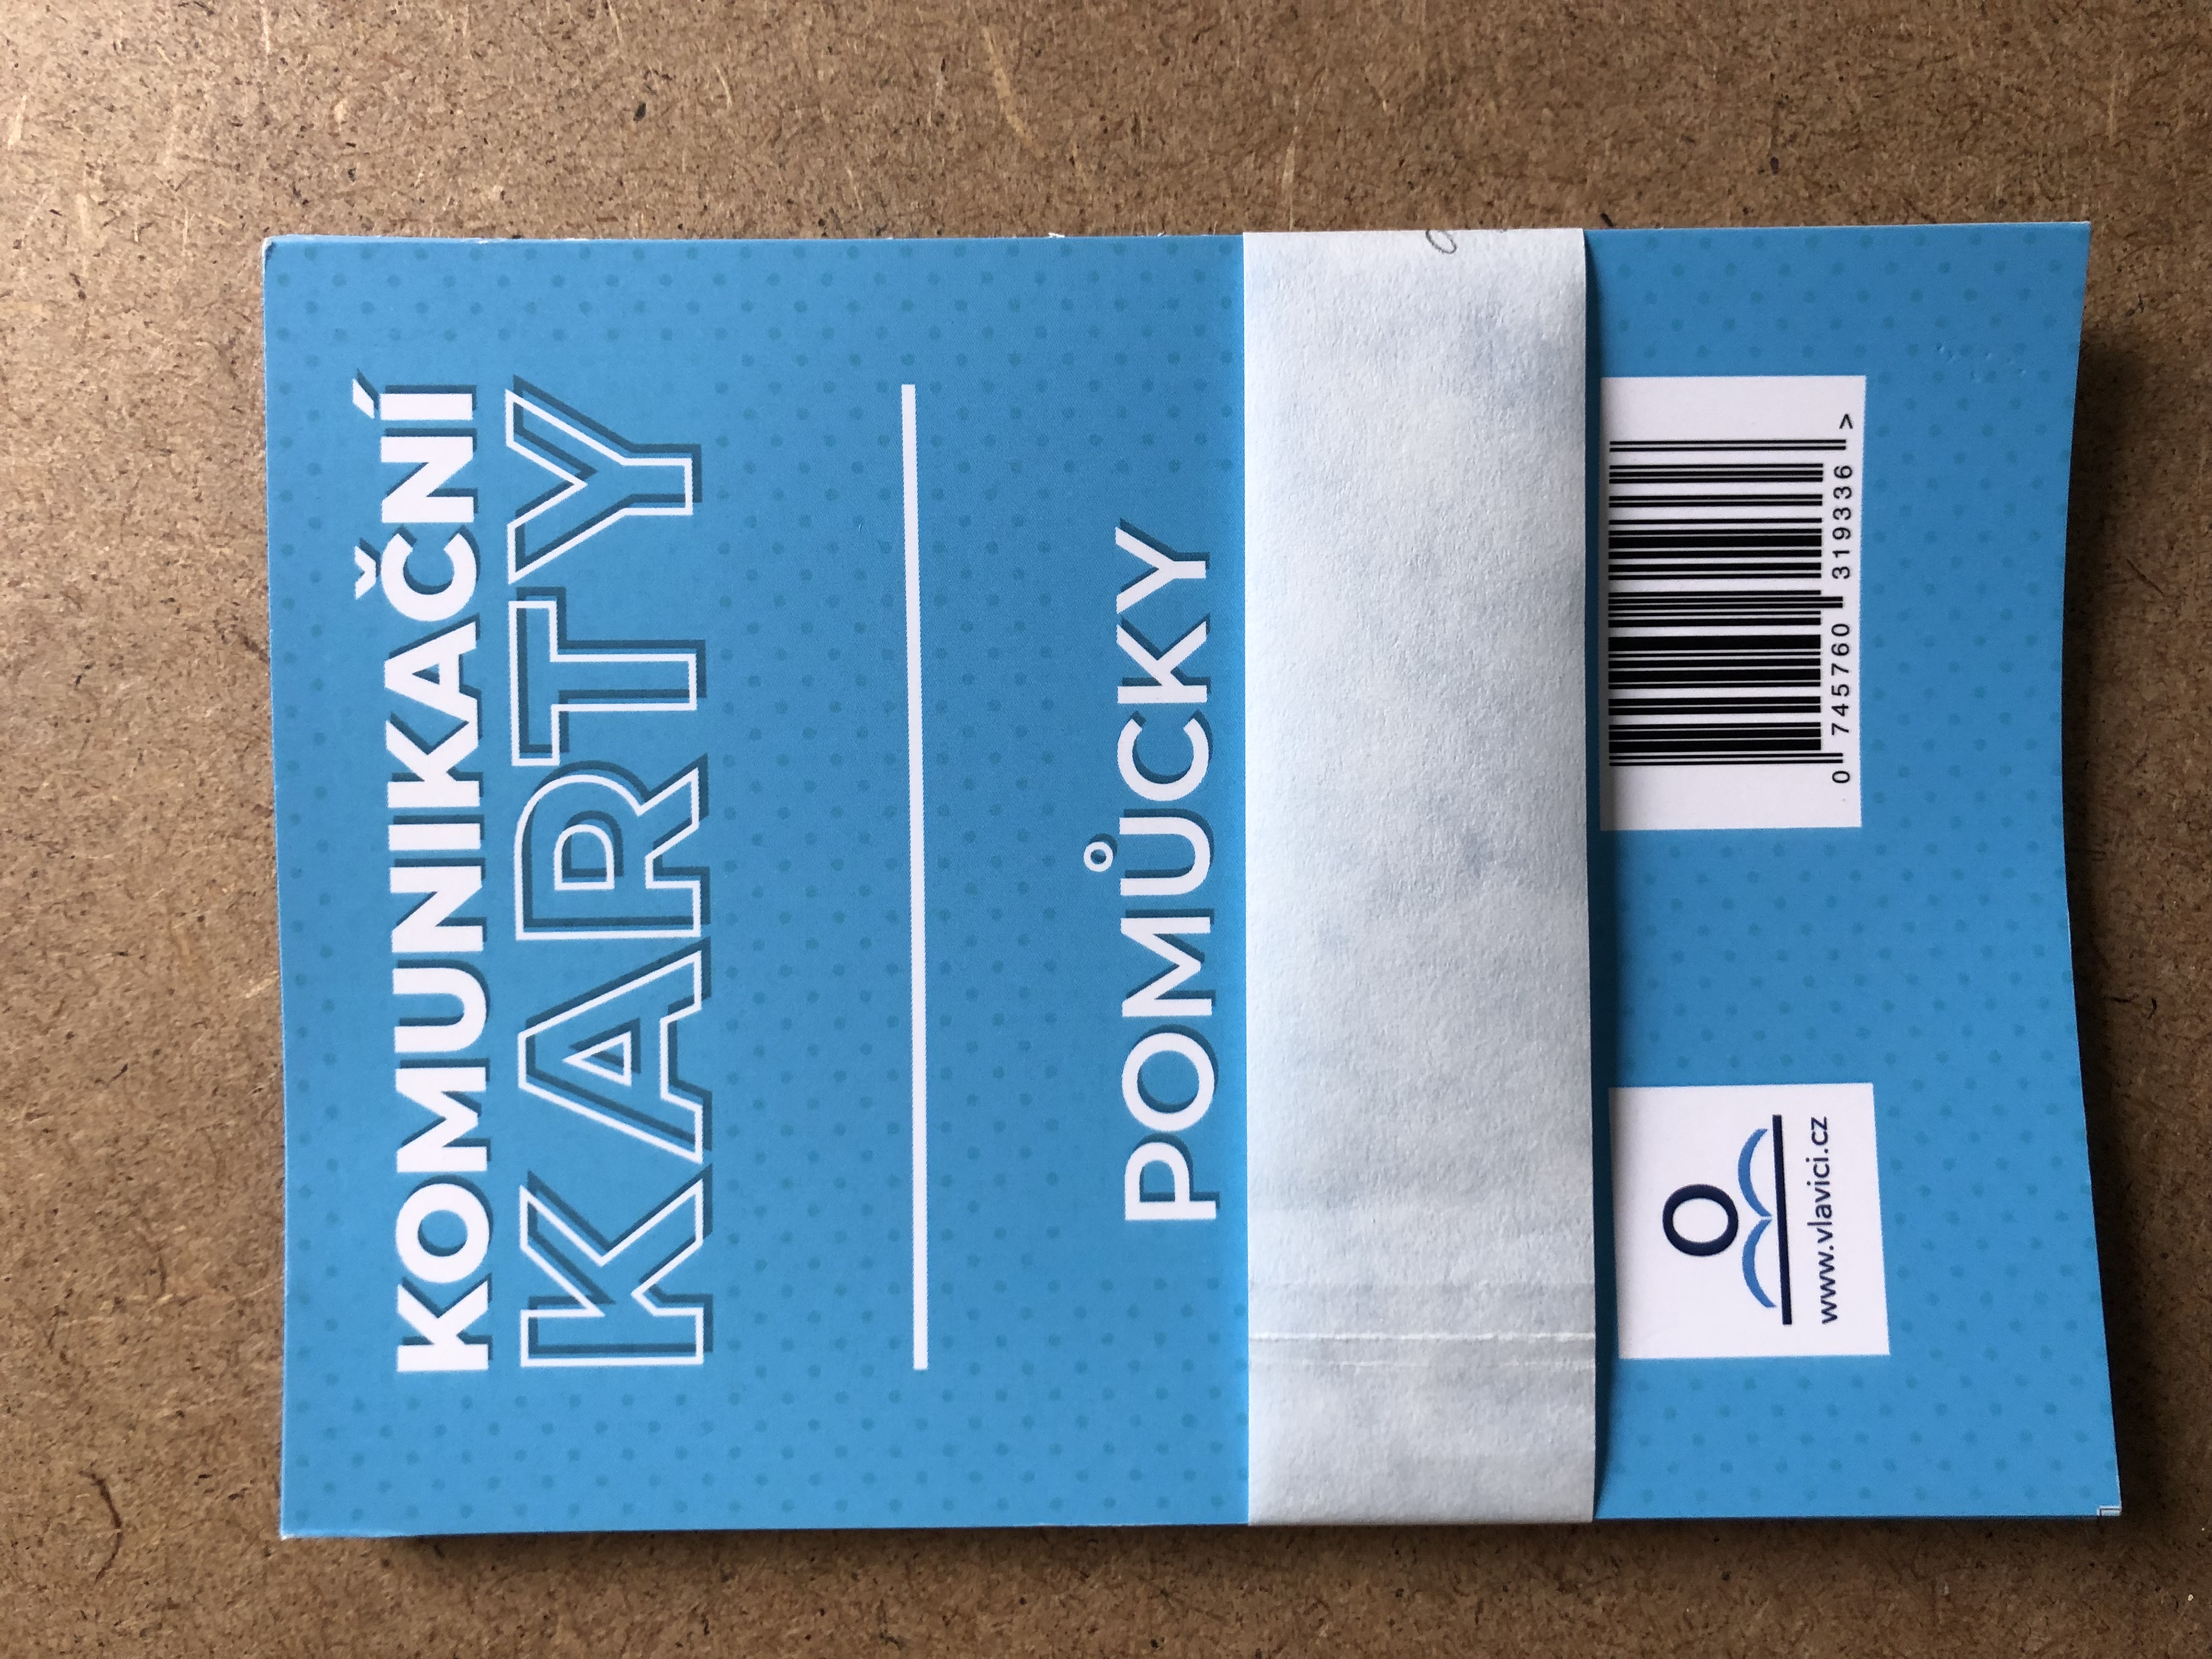 KOMUNIKAČNÍ
KARTY
POMŮCKY
www.vlavici.cz
0 745760 319336 >